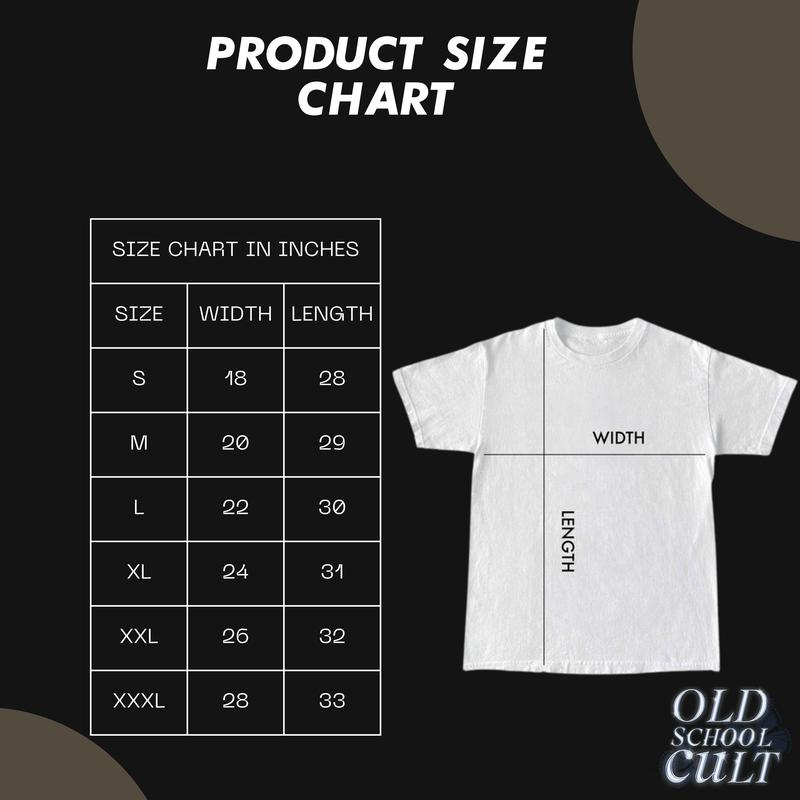 PRODUCT SIZE
CHART
SIZE CHART IN INCHES
SIZE WIDTH LENGTH
S 18 28
M 20 29
L 22 30
XL 24 31
XXL 26 32
XXXL 28 33
WIDTH
LENGTH
OLD
SCHOOL
CULT